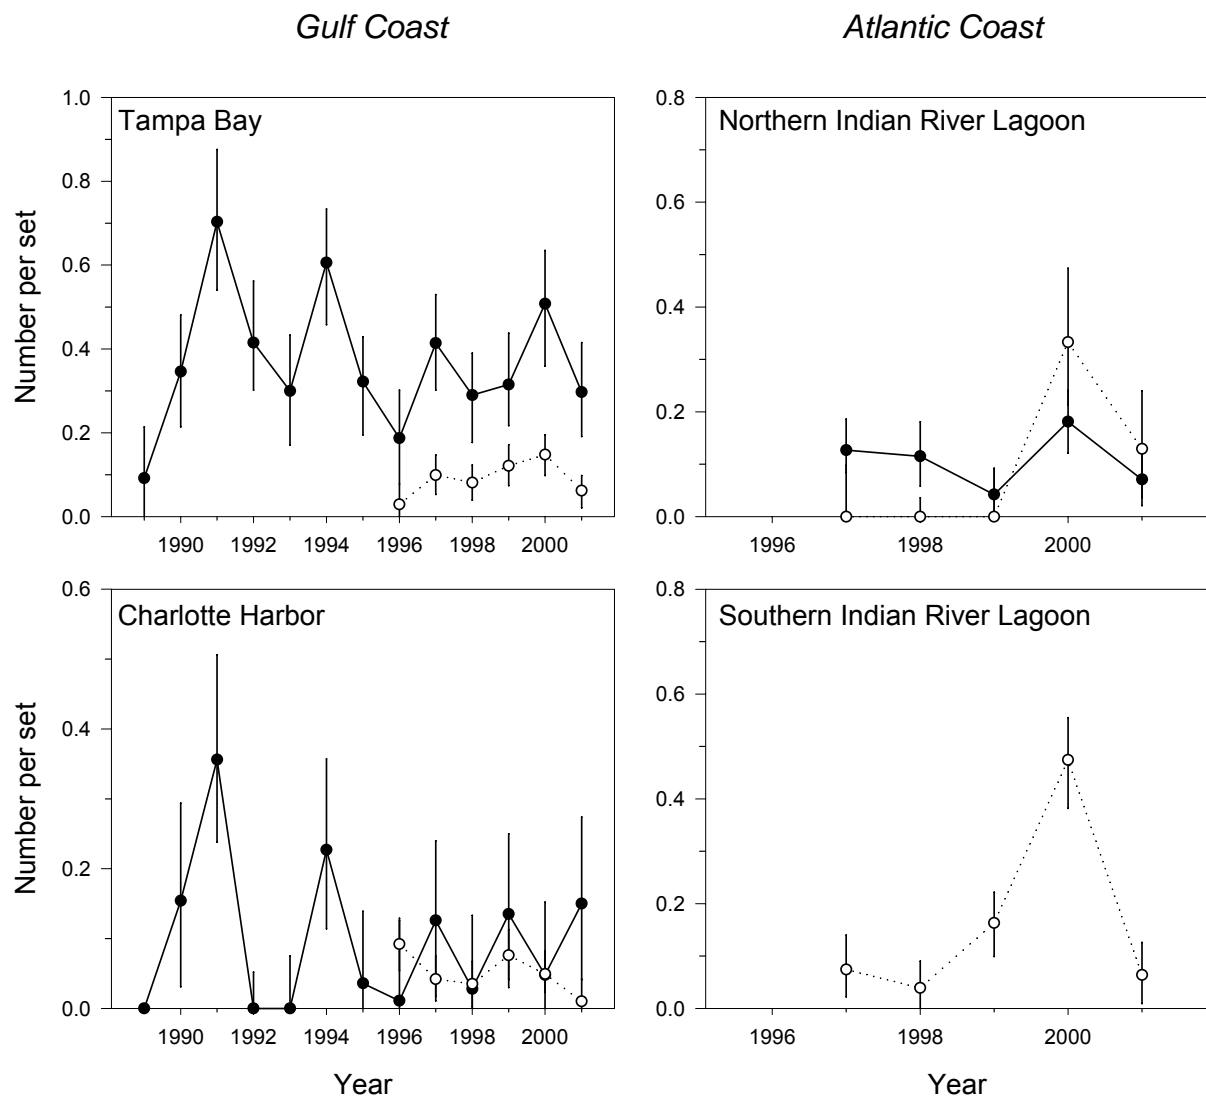 Gulf Coast
Atlantic Coast
Tampa Bay
Number per set
1.0
0.8
0.6
0.4
0.2
0.0
1990 1992 1994 1996 1998 2000
Northern Indian River Lagoon
0.8
0.6
0.4
0.2
0.0
1996 1998 2000
Charlotte Harbor
Number per set
0.6
0.4
0.2
0.0
1990 1992 1994 1996 1998 2000
Year
Southern Indian River Lagoon
0.8
0.6
0.4
0.2
0.0
1996 1998 2000
Year